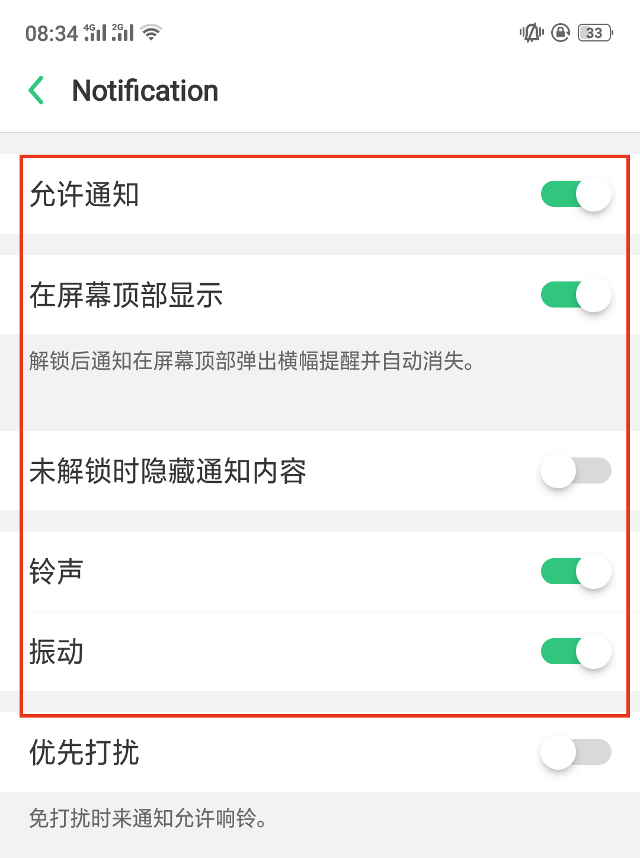 08:34 4G 2G 33
Notification
允许通知
在屏幕顶部显示
解锁后通知在屏幕顶部弹出横幅提醒并自动消失。
未解锁时隐藏通知内容
铃声
振动
优先打扰
免打扰时来通知允许响铃。